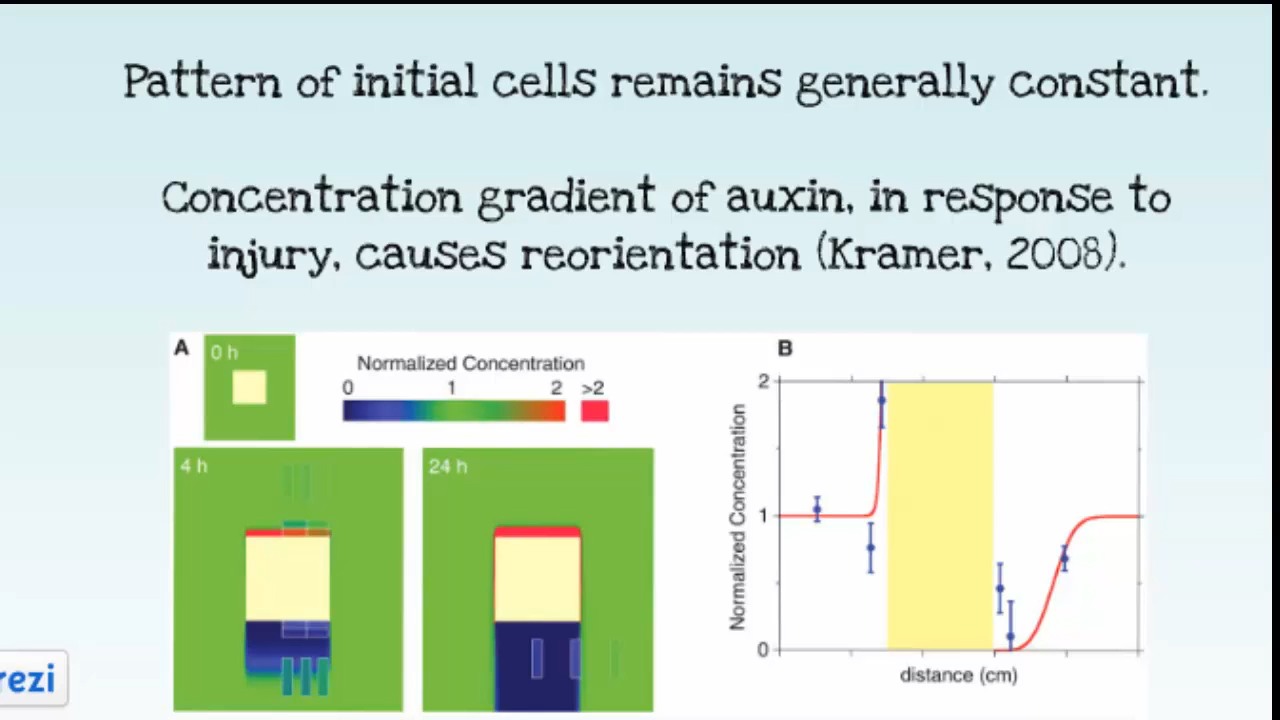 Pattern of initial cells remains generally constant.
Concentration gradient of auxin, in response to
injury, causes reorientation (Kramer, 2008).
A
0 h
Normalized Concentration
0 1 2 >2
4 h
24 h
B
2
1
0
Normalized Concentration
distance (cm)
rezi